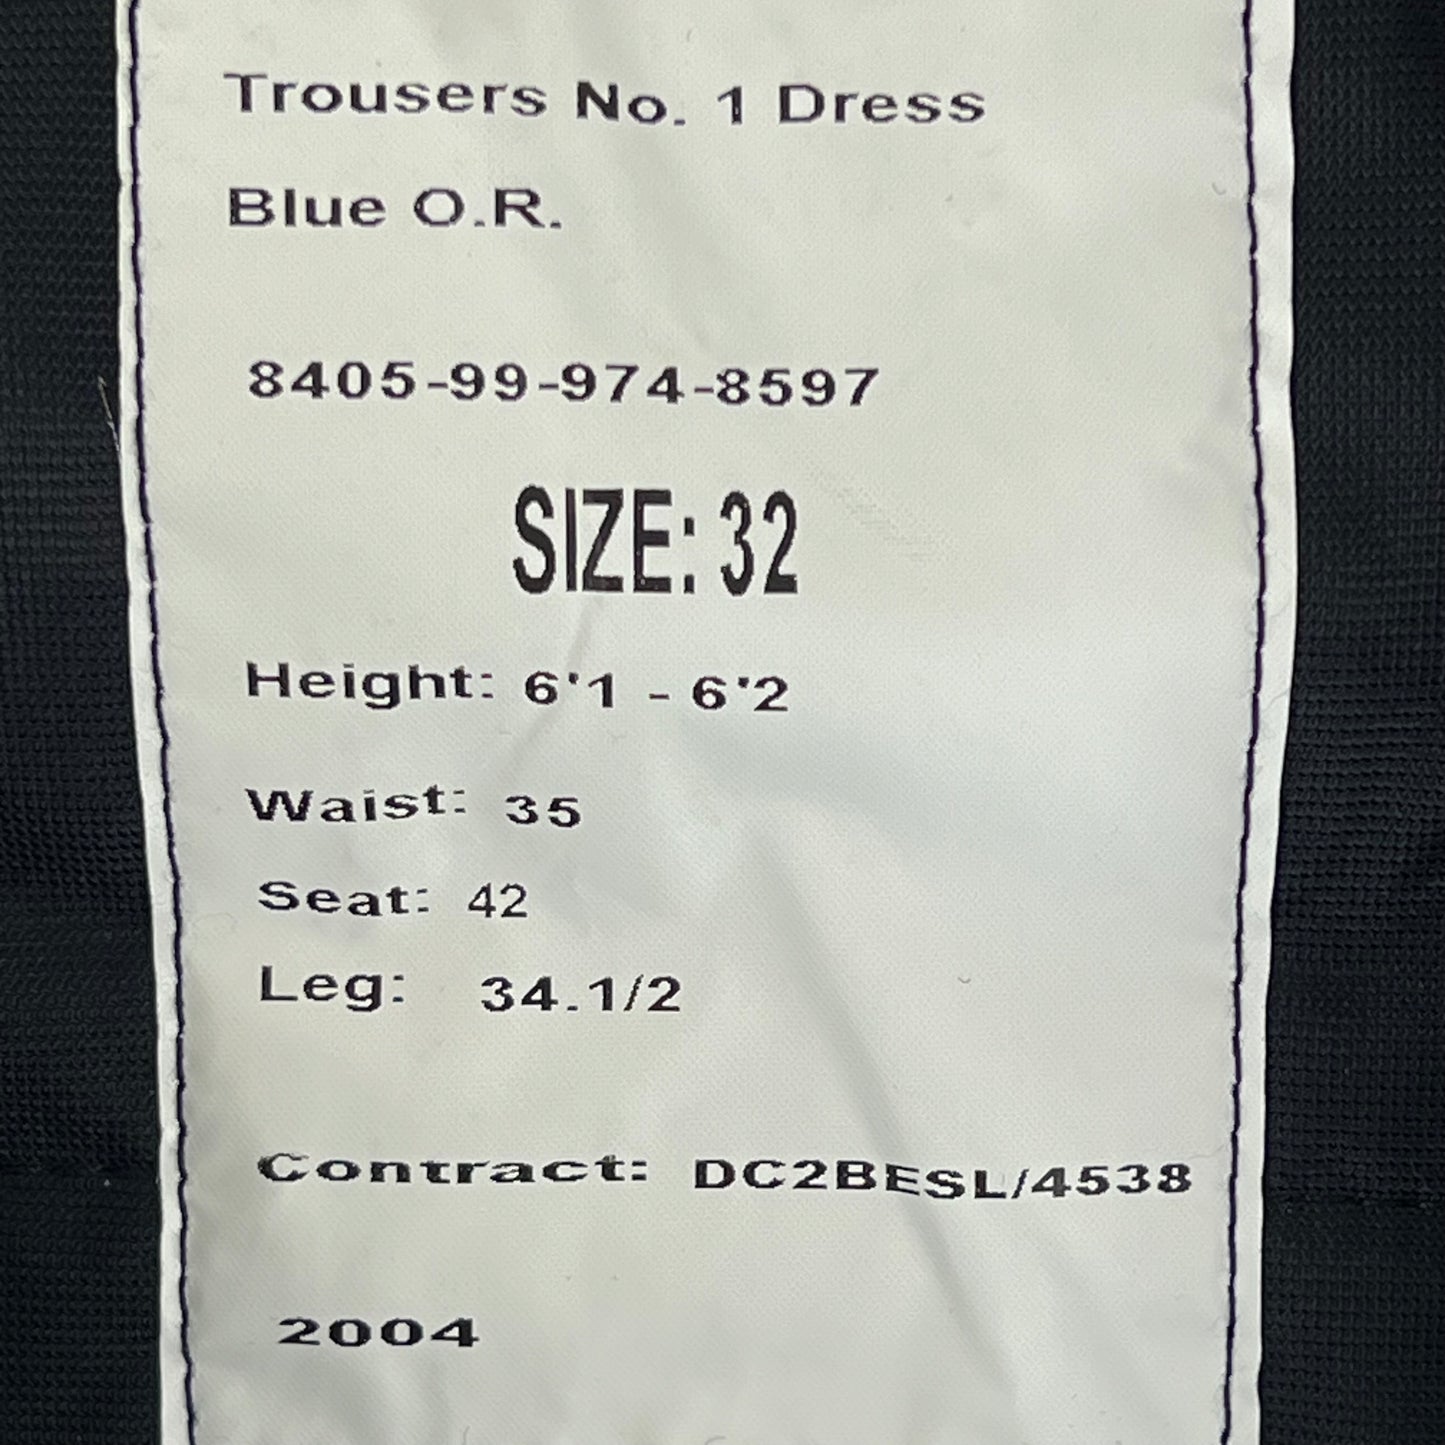 Trousers No. 1 Dress
Blue O.R.
8405-99-974-8597
SIZE: 32
Height: 6'1 - 6'2
Waist: 35
Seat: 42
Leg: 34.1/2
Contract: DC2BESL/4538
2004